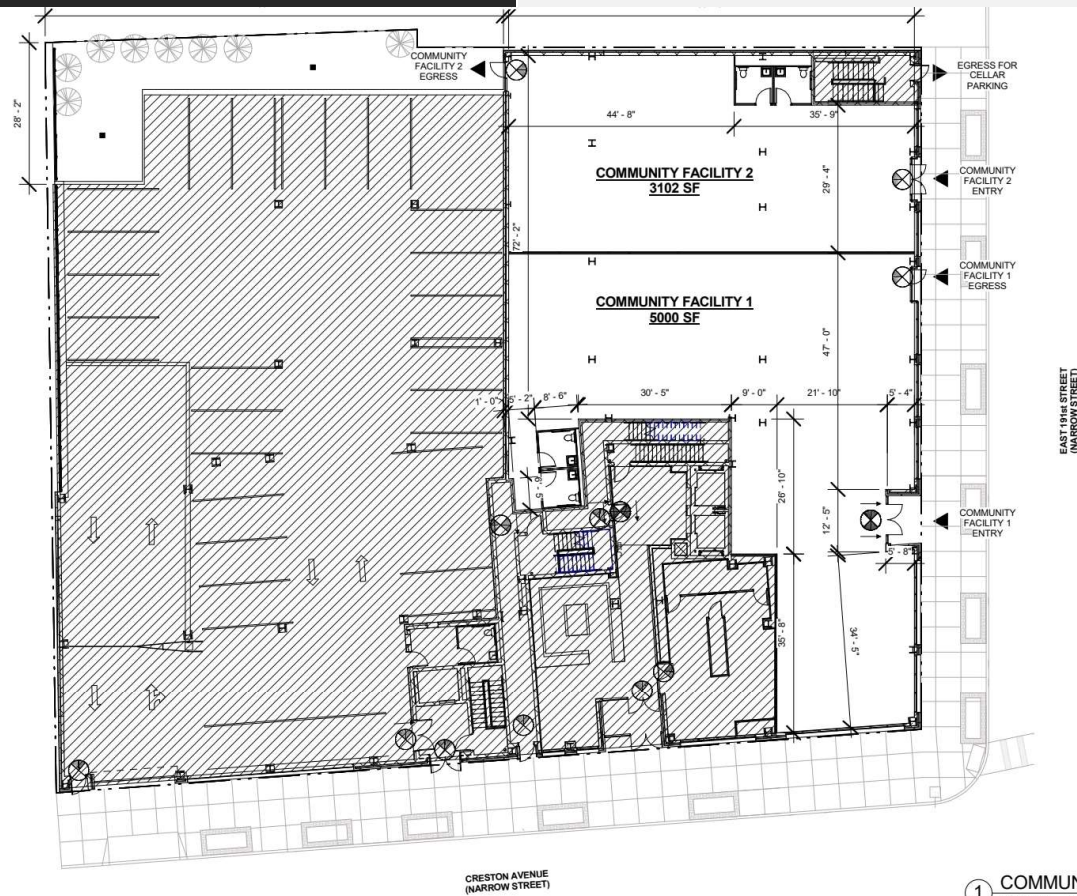 28' - 2"
COMMUNITY
FACILITY 2
EGRESS
EGRESS FOR
CELLAR
PARKING
44' - 8"
35' - 9"
COMMUNITY FACILITY 2
3102 SF
29' - 4"
COMMUNITY
FACILITY 2
ENTRY
72' - 2"
COMMUNITY
FACILITY 1
EGRESS
COMMUNITY FACILITY 1
5000 SF
47' - 0"
EAST 191st STREET
(NARROW STREET)
1' - 0"
5' - 2"
8' - 6"
30' - 5"
9' - 0"
21' - 10"
5' - 4"
26' - 10"
12' - 5"
COMMUNITY
FACILITY 1
ENTRY
5' - 8"
35' - 8"
34' - 5"
CRESTON AVENUE
(NARROW STREET)
1